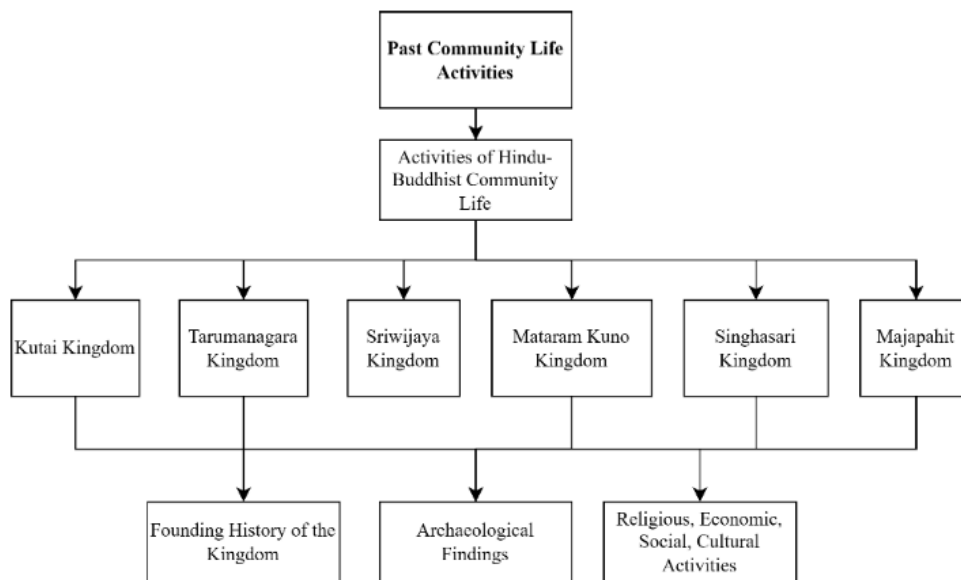 Past Community Life
Activities
Activities of Hindu-
Buddhist Community
Life
Kutai Kingdom
Tarumanagara
Kingdom
Sriwijaya
Kingdom
Mataram Kuno
Kingdom
Singhasari
Kingdom
Majapahit
Kingdom
Founding History of the
Kingdom
Archaological
Findings
Religious, Economic,
Social, Cultural
Activities